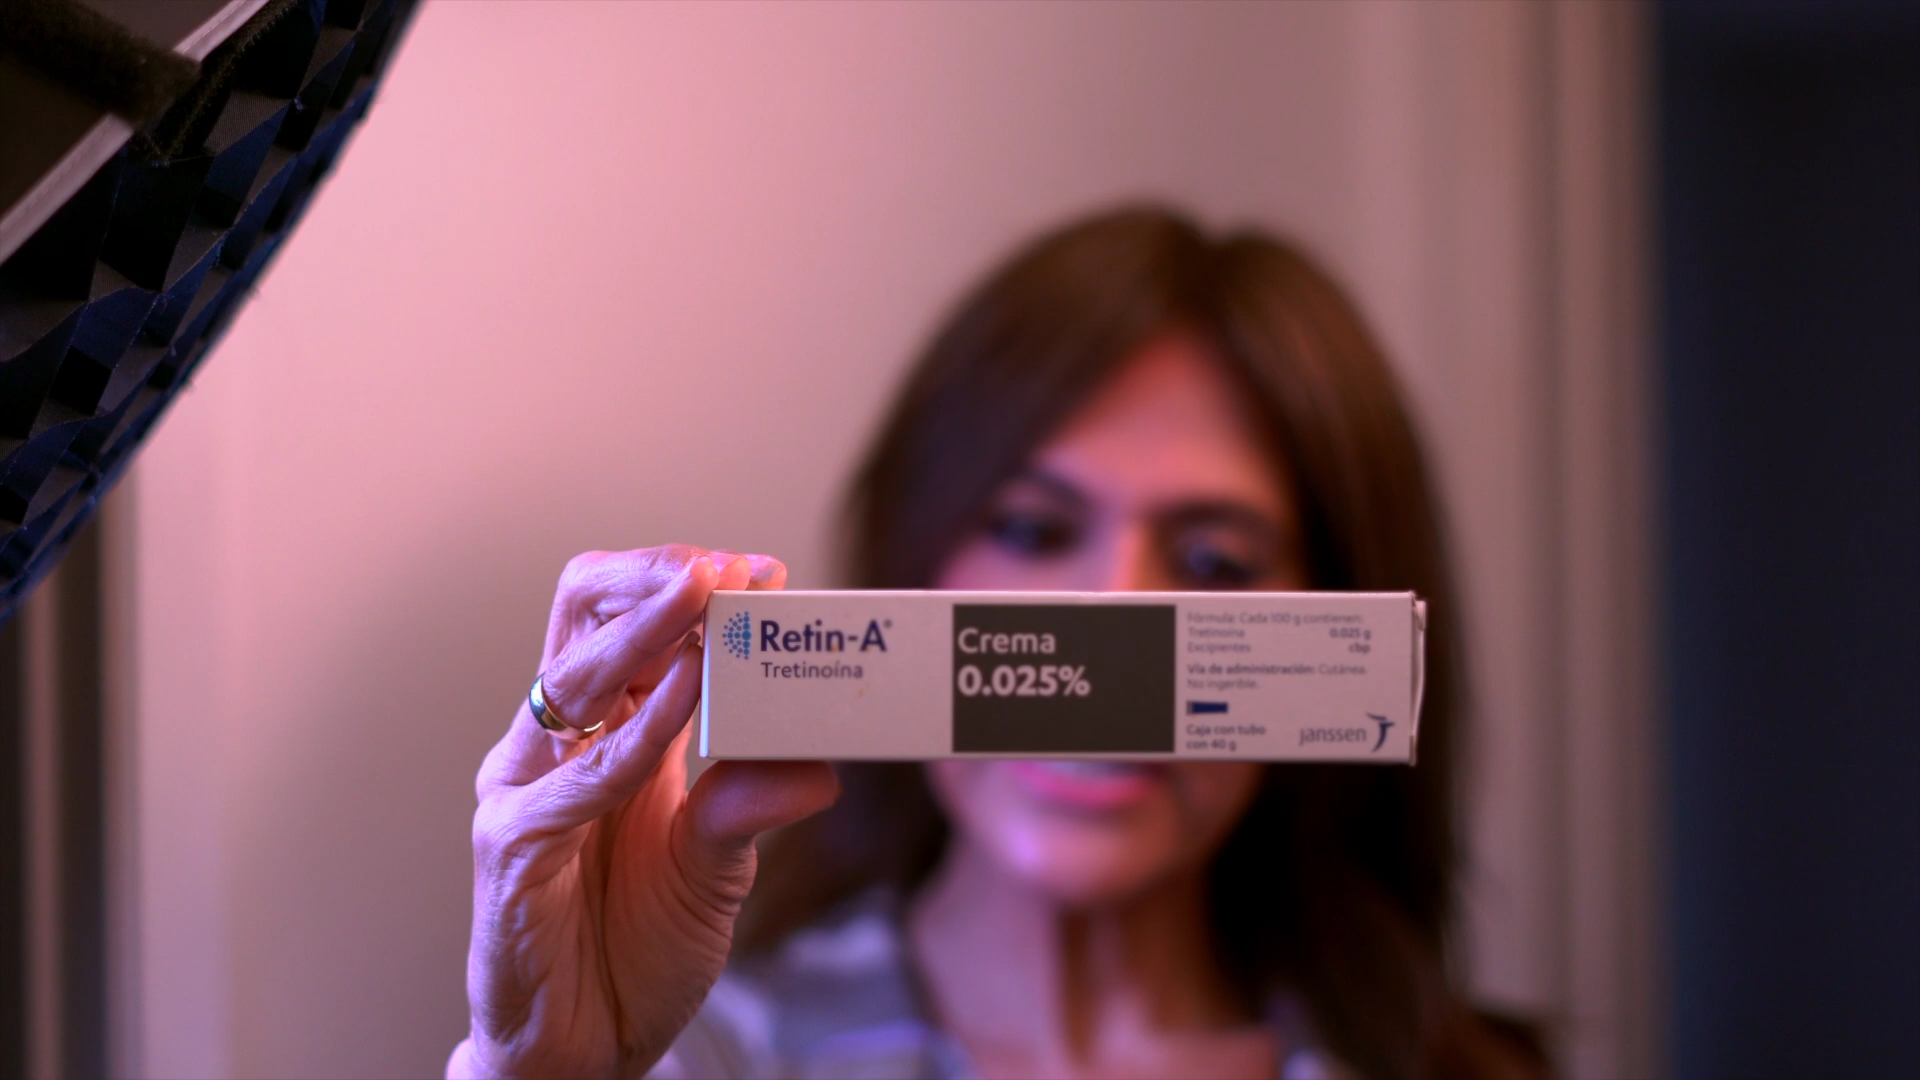 Retin-A®
Tretinoína
Crema
0.025%
Fórmula: Cada 100 g contienen:
Tretinoína 0.025 g
Excipientes cbp
Vía de administración: Cutánea.
No ingerible.
Caja con tubo
con 40 g
janssen